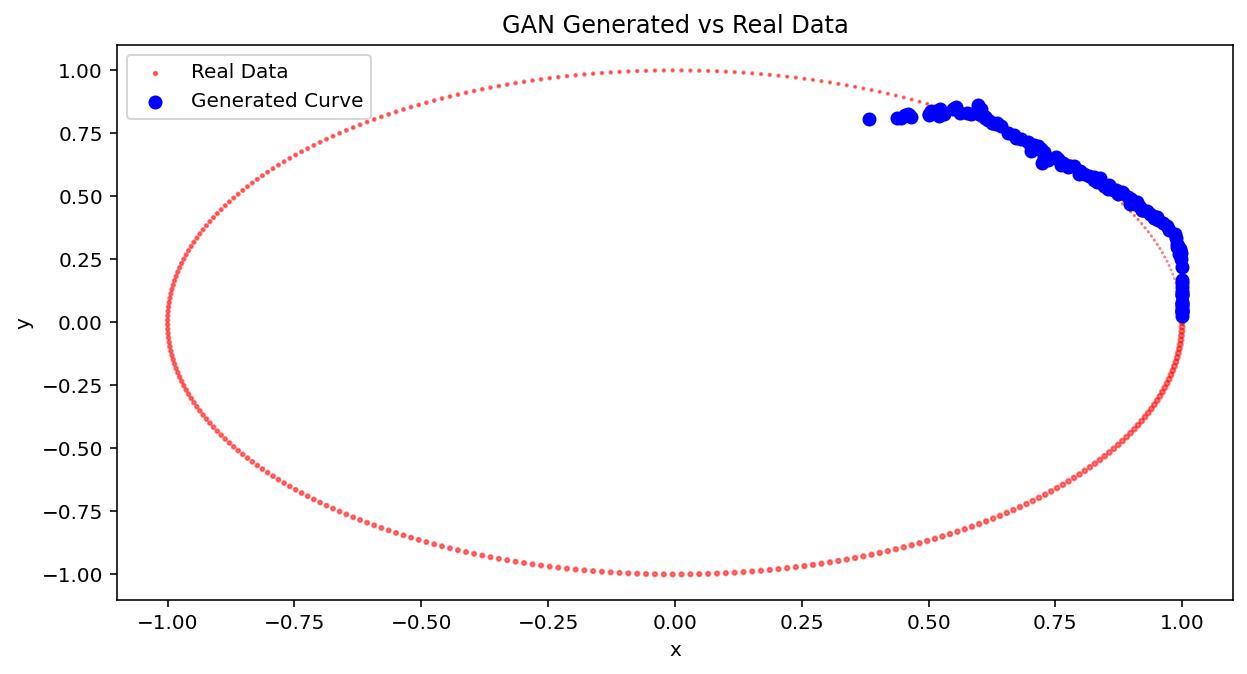 GAN Generated vs Real Data
Real Data
Generated Curve
1.00
0.75
0.50
0.25
0.00
−0.25
−0.50
−0.75
−1.00
y
−1.00 −0.75 −0.50 −0.25 0.00 0.25 0.50 0.75 1.00
x